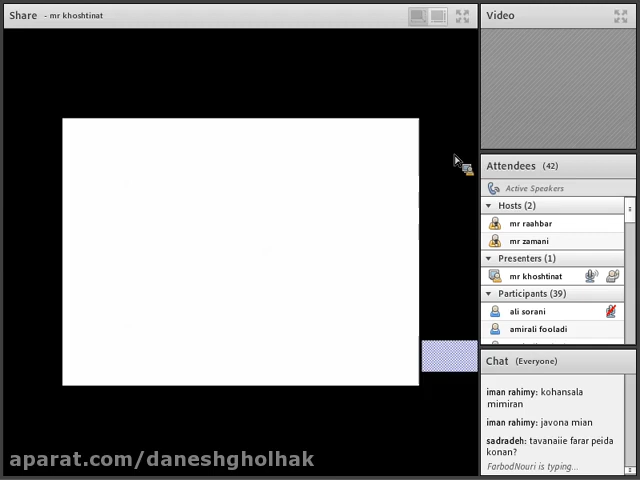 Share - mr khoshtinat
Video
Attendees (42)
Active Speakers
Hosts (2)
mr raahbar
mr zamani
Presenters (1)
mr khoshtinat
Participants (39)
ali sorani
amirali fooladi
Chat (Everyone)
iman rahimy: kohansala
mimiran
iman rahimy: javona mian
sadradeh: tavanaiie farar peida
konan?
FarbodNouri is typing...
aparat.com/daneshgholhak